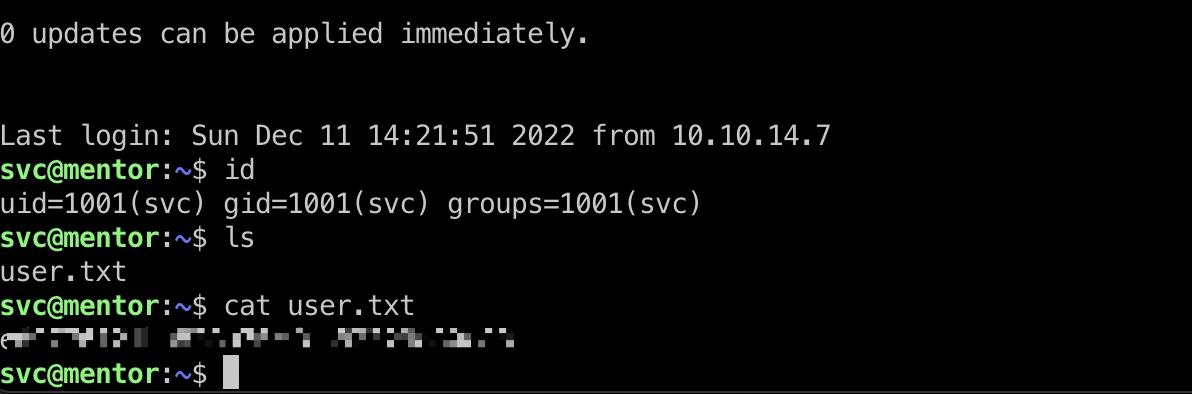 0 updates can be applied immediately.
Last login: Sun Dec 11 14:21:51 2022 from 10.10.14.7
svc@mentor:~$ id
uid=1001(svc) gid=1001(svc) groups=1001(svc)
svc@mentor:~$ ls
user.txt
svc@mentor:~$ cat user.txt
svc@mentor:~$